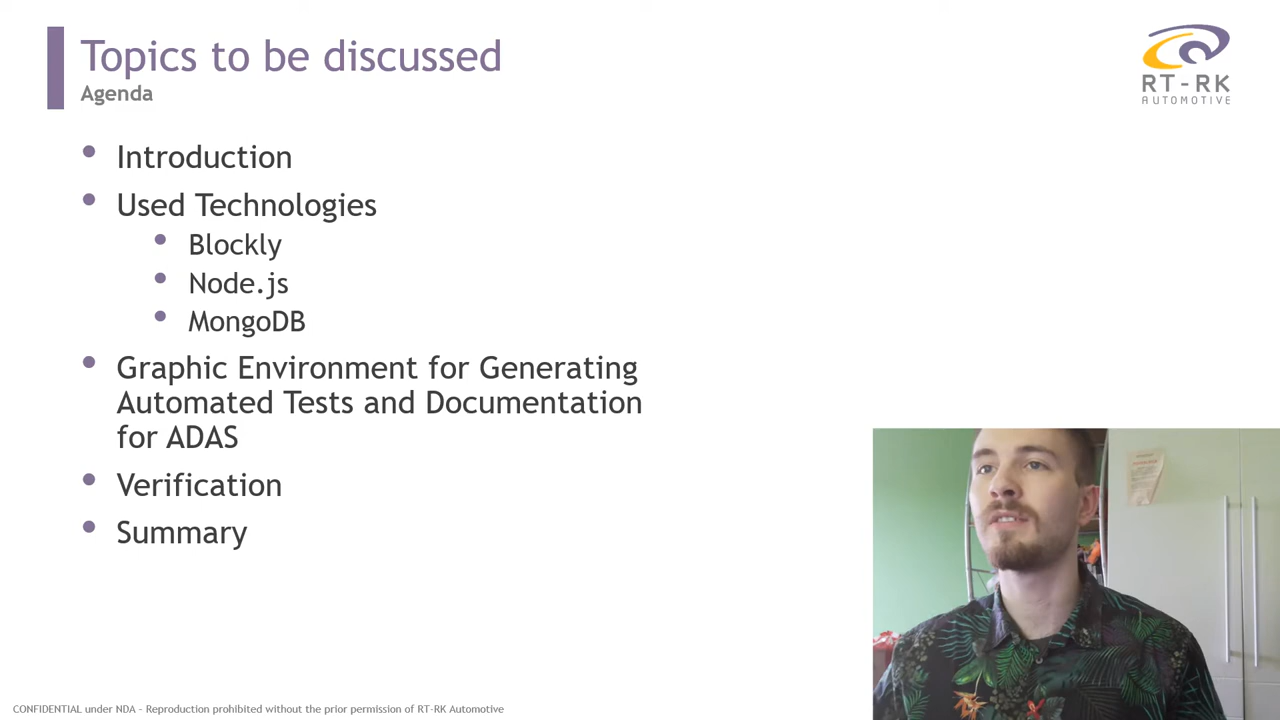 Topics to be discussed
Agenda
RT-RK
AUTOMOTIVE
Introduction
Used Technologies
Blockly
Node.js
MongoDB
Graphic Environment for Generating
Automated Tests and Documentation
for ADAS
Verification
Summary
CONFIDENTIAL under NDA – Reproduction prohibited without the prior permission of RT-RK Automotive